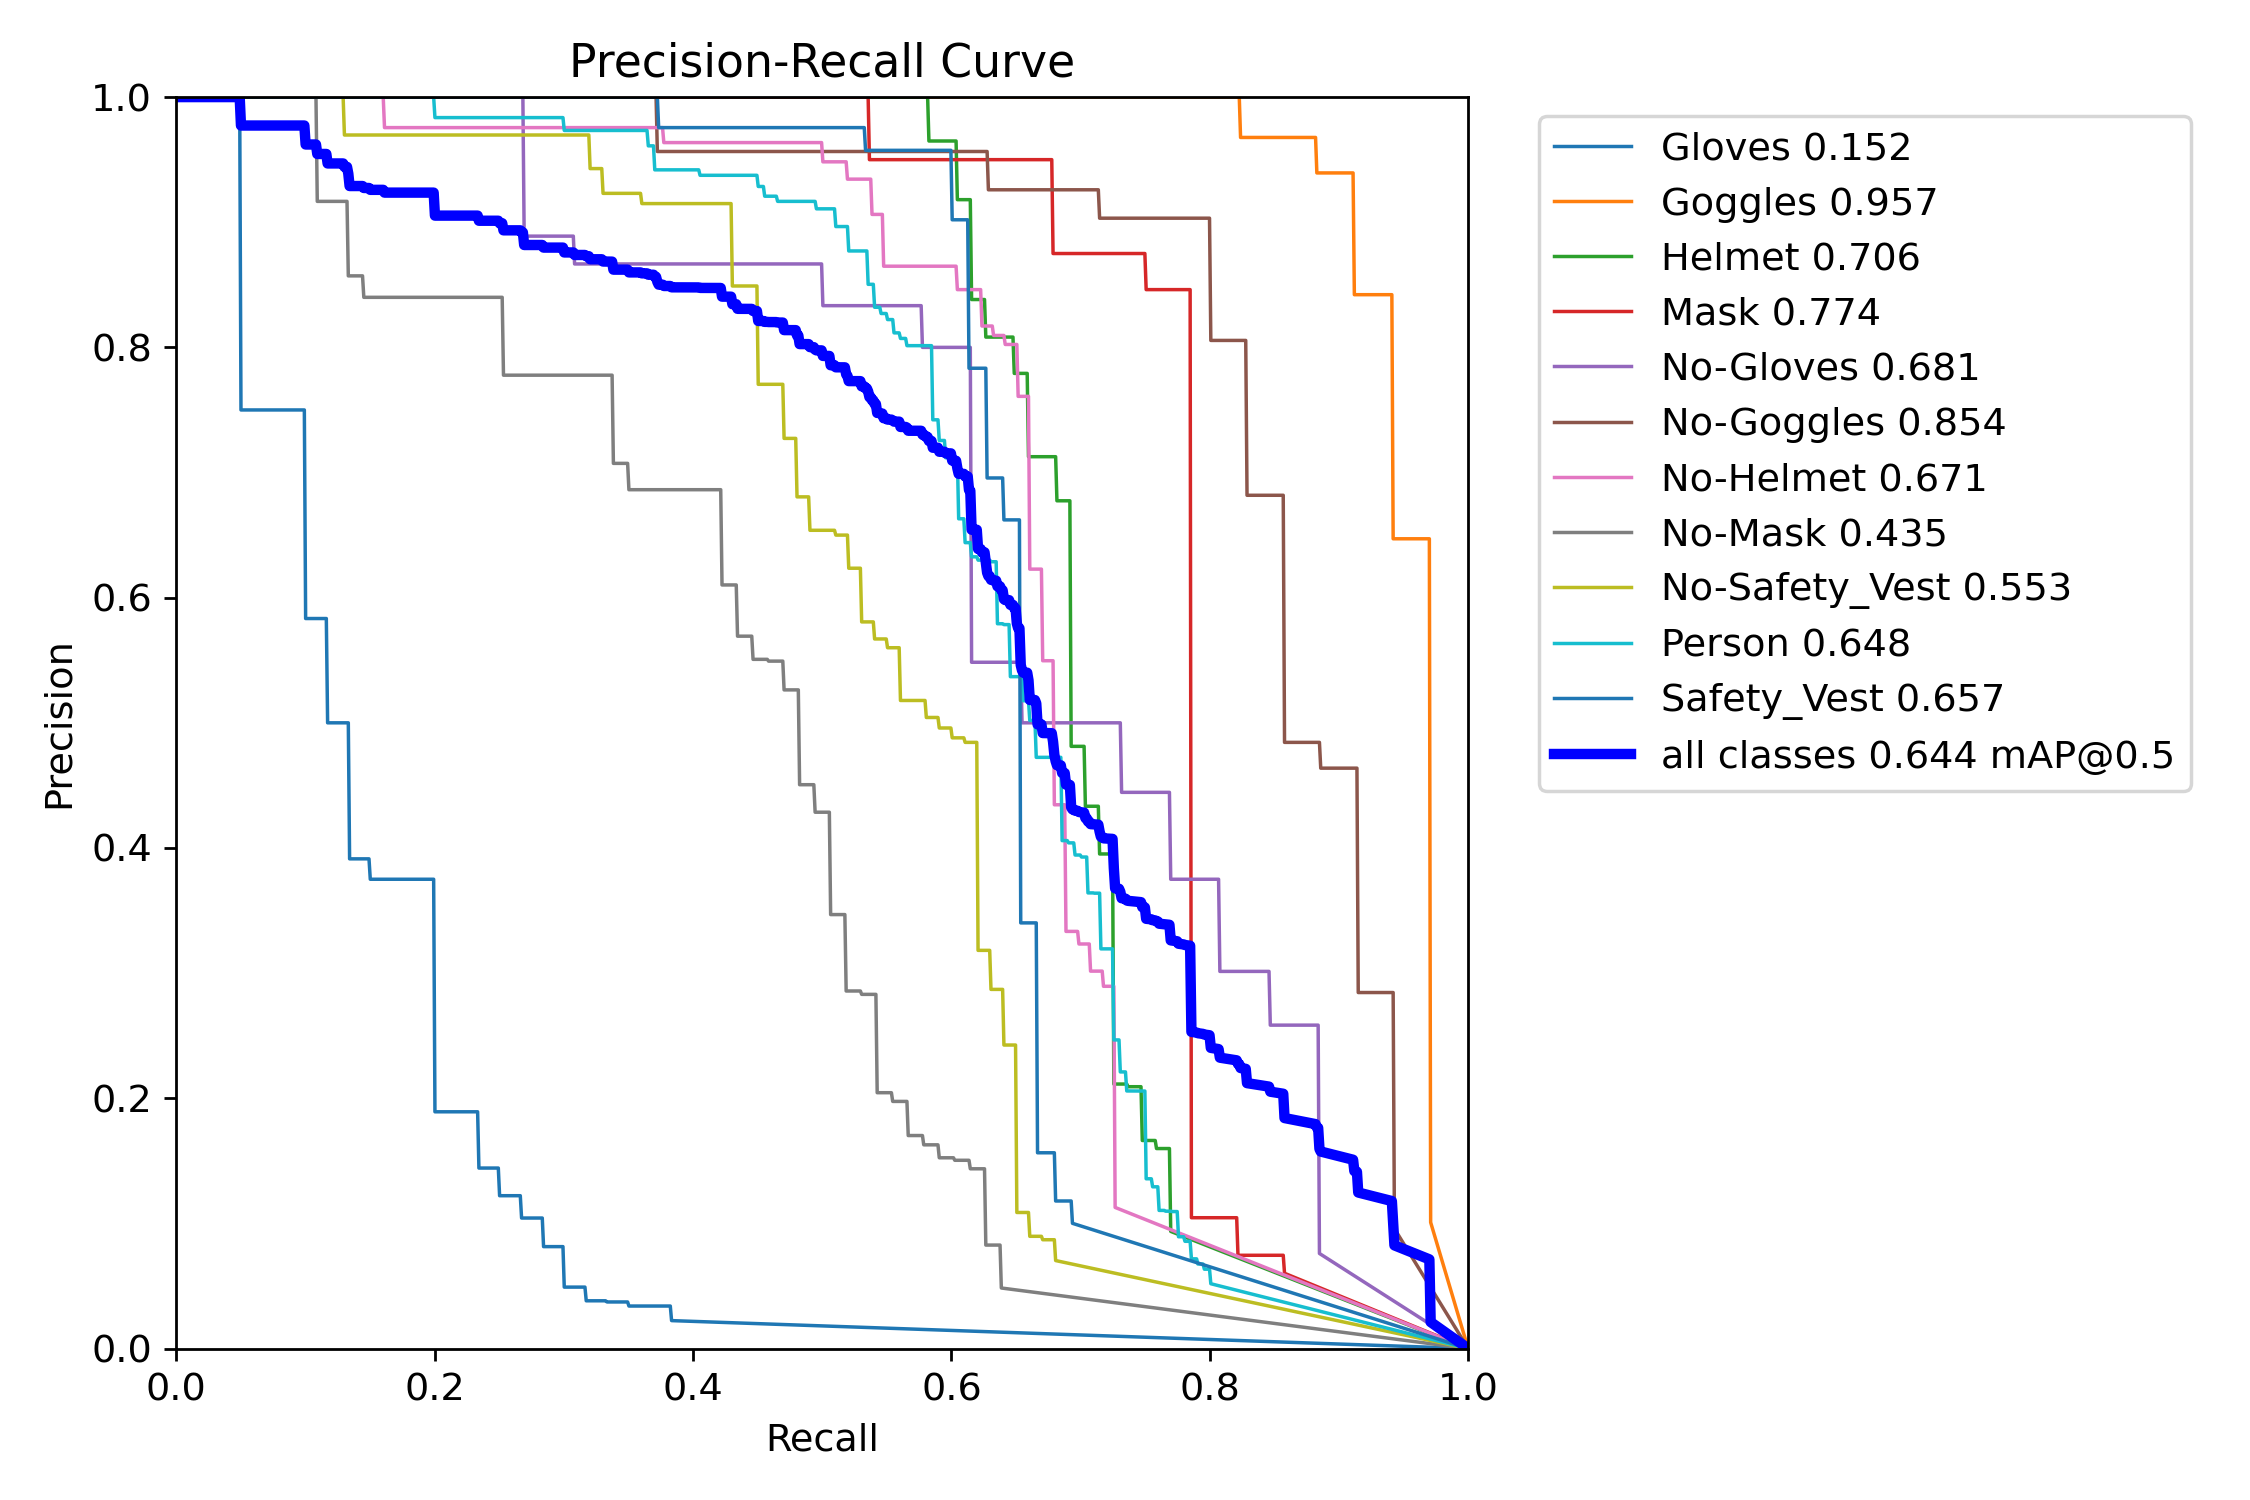 Precision-Recall Curve
1.0
0.8
0.6
0.4
0.2
0.0
Precision
0.0 0.2 0.4 0.6 0.8 1.0
Recall
Gloves 0.152
Goggles 0.957
Helmet 0.706
Mask 0.774
No-Gloves 0.681
No-Goggles 0.854
No-Helmet 0.671
No-Mask 0.435
No-Safety_Vest 0.553
Person 0.648
Safety_Vest 0.657
all classes 0.644 mAP@0.5